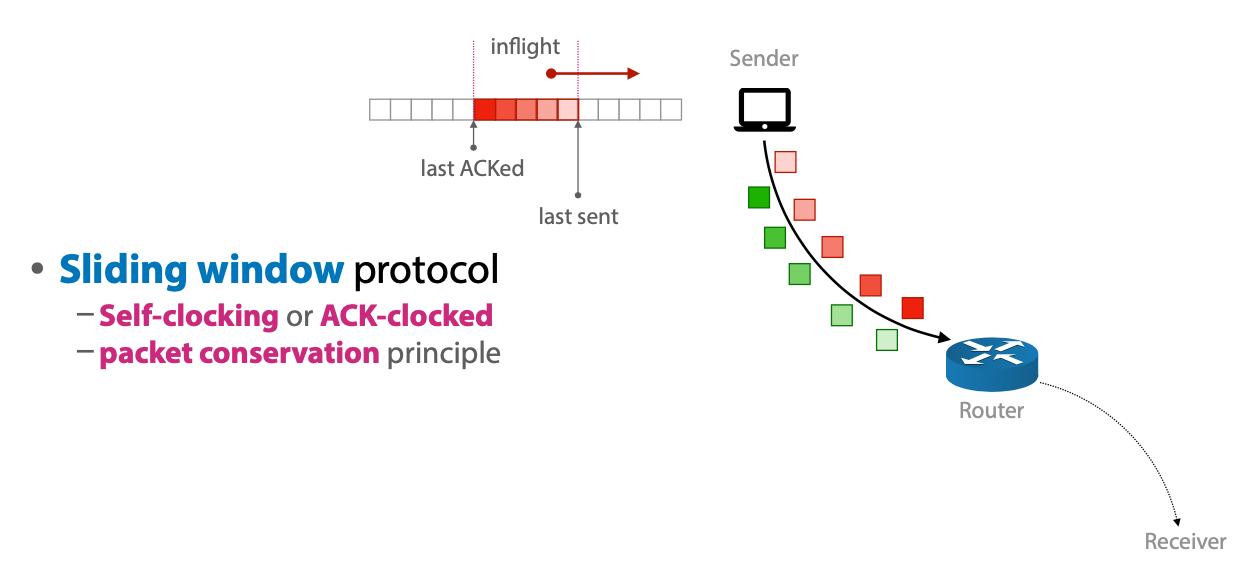 inflight
Sender
last ACKed
last sent
• Sliding window protocol
– Self-clocking or ACK-clocked
– packet conservation principle
Router
Receiver